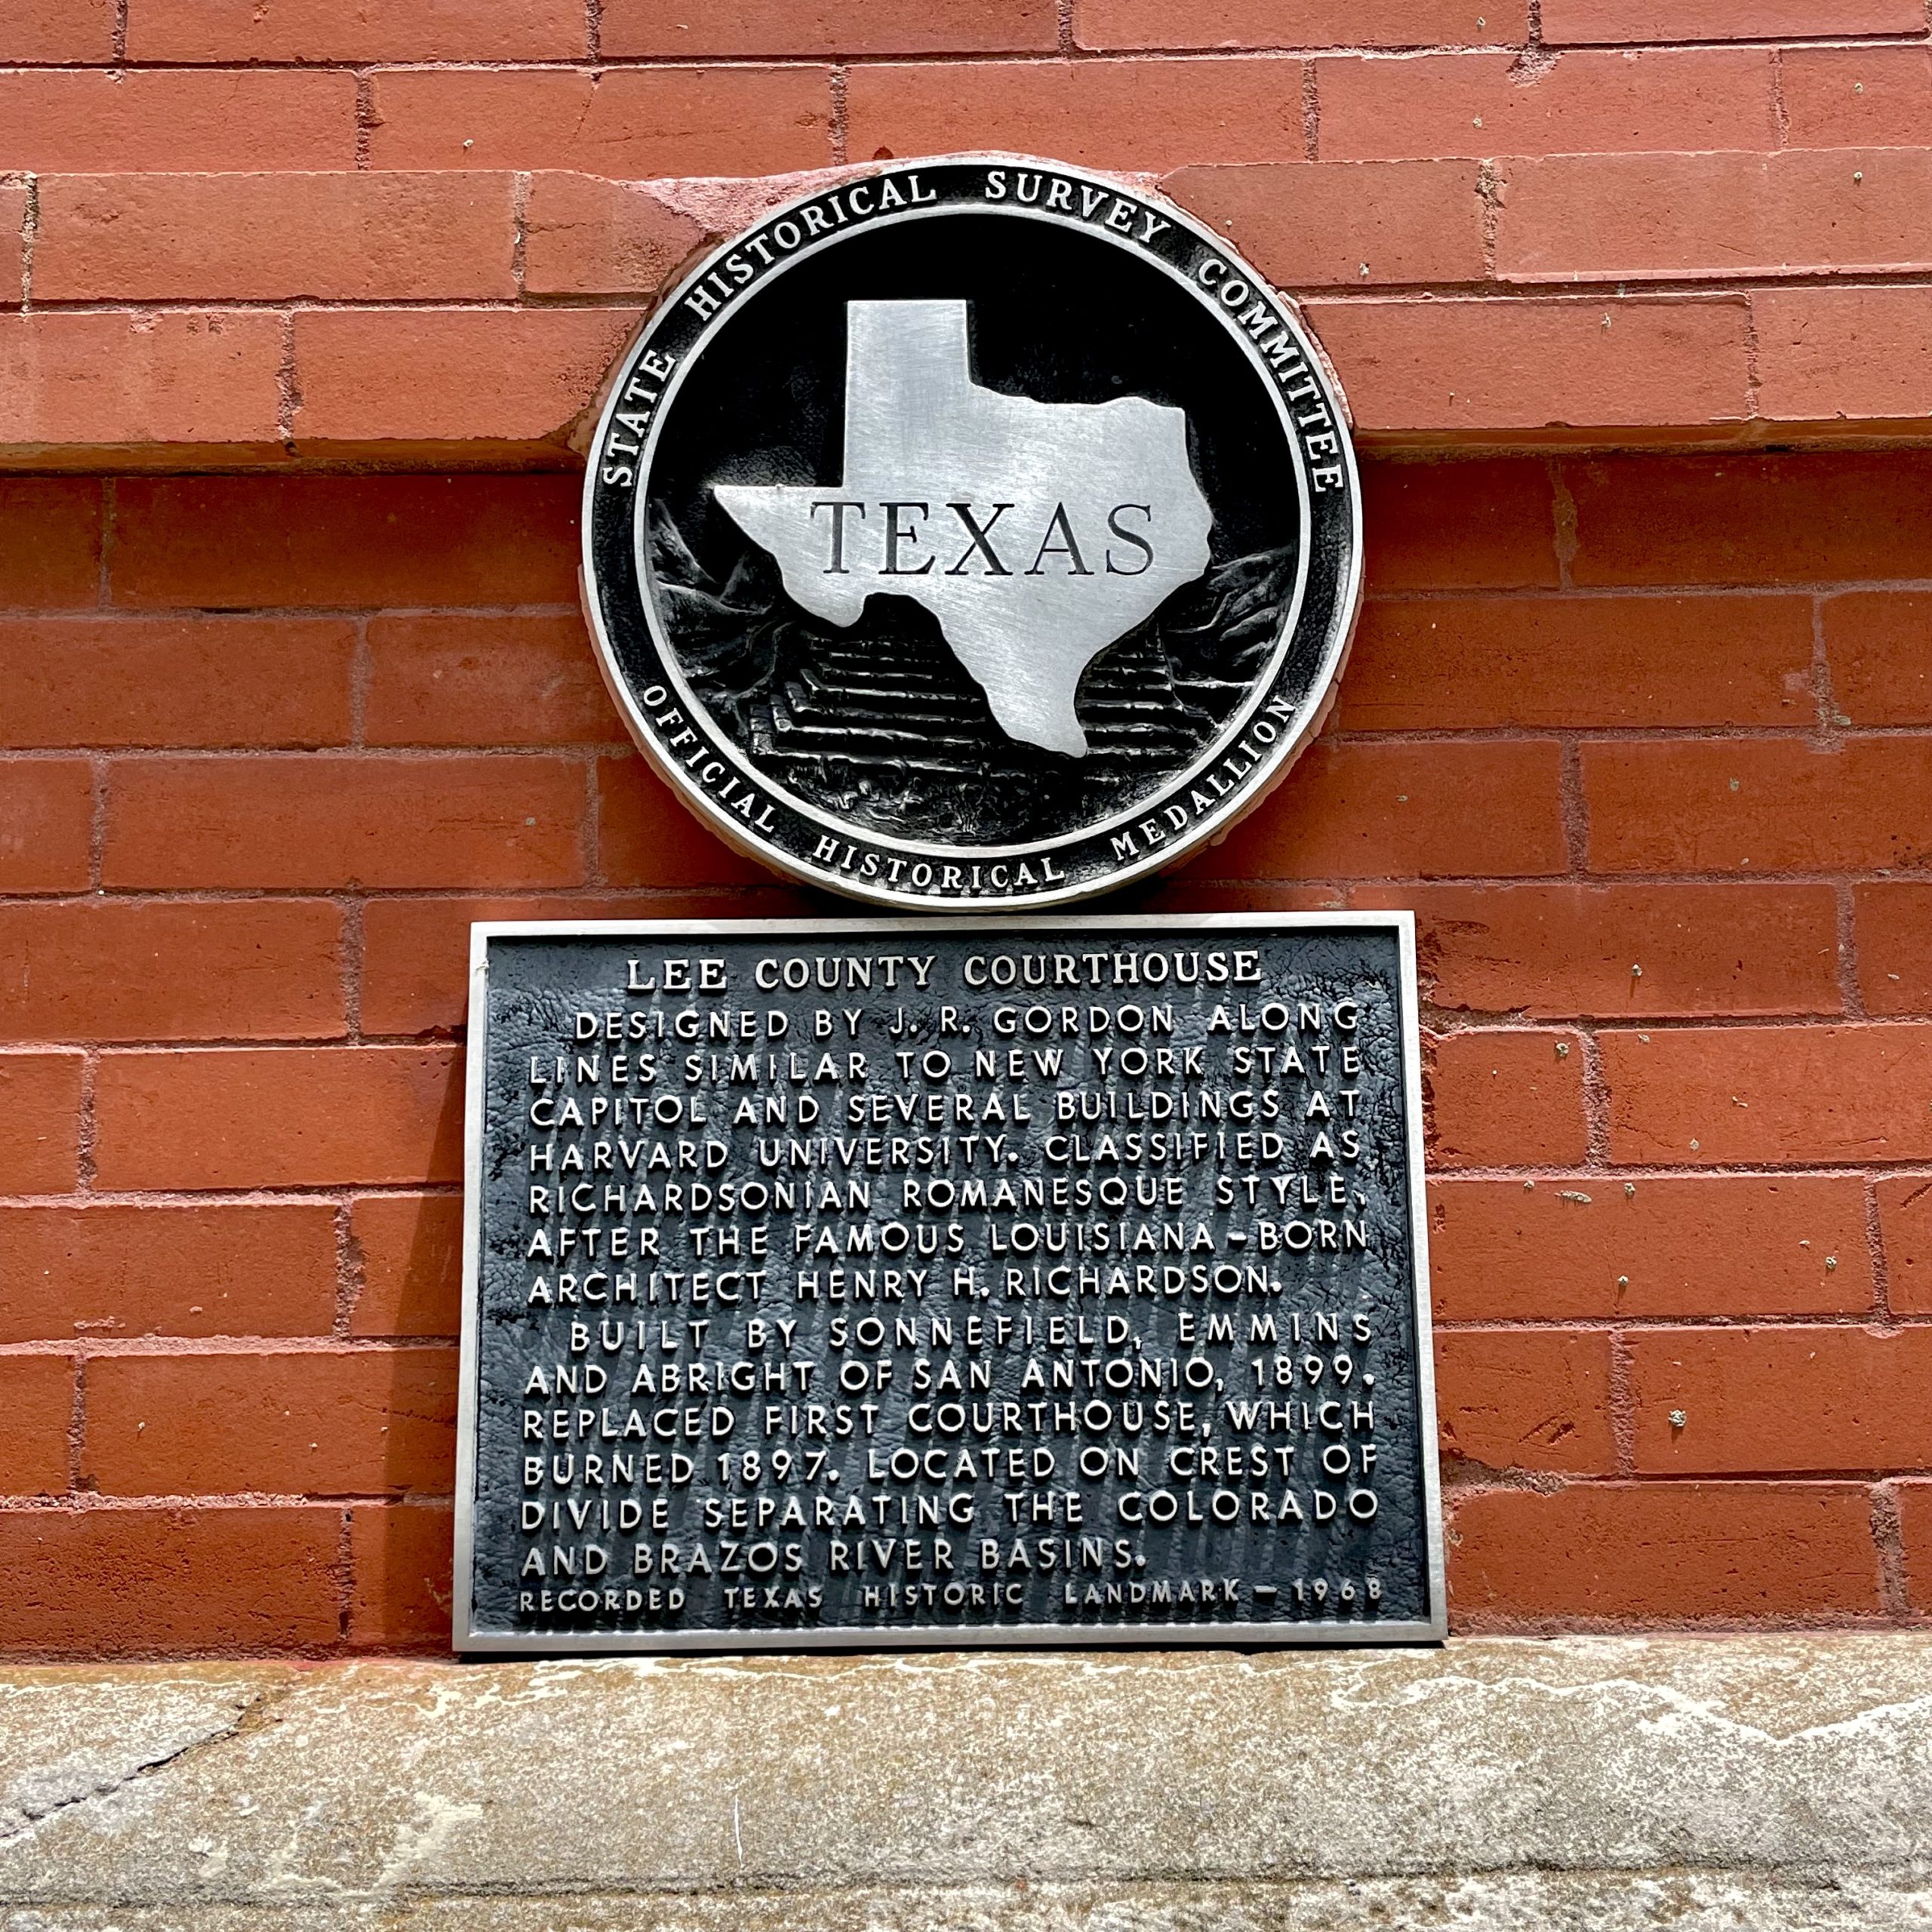 STATE HISTORICAL SURVEY COMMITTEE
TEXAS
OFFICIAL HISTORICAL MEDALLION
LEE COUNTY COURTHOUSE
DESIGNED BY J. R. GORDON ALONG
LINES SIMILAR TO NEW YORK STATE
CAPITOL AND SEVERAL BUILDINGS AT
HARVARD UNIVERSITY. CLASSIFIED AS
RICHARDSONIAN ROMANESQUE STYLE,
AFTER THE FAMOUS LOUISIANA-BORN
ARCHITECT HENRY H. RICHARDSON.
BUILT BY SONNEFIELD, EMMINS
AND ABRIGHT OF SAN ANTONIO, 1899.
REPLACED FIRST COURTHOUSE, WHICH
BURNED 1897. LOCATED ON CREST OF
DIVIDE SEPARATING THE COLORADO
AND BRAZOS RIVER BASINS.
RECORDED TEXAS HISTORIC LANDMARK - 1968